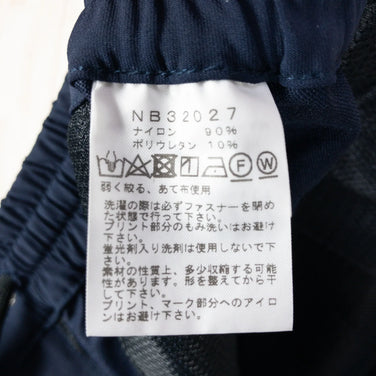 NB32027
ナイロン 90%
ポリウレタン 10%
F W
弱く絞る、あて布使用
洗濯の際は必ずファスナーを閉め
た状態で行って下さい。
プリント部分のもみ洗いはお避け
下さい。
蛍光剤入り洗剤は使用しないで下
さい。
素材の性質上、多少収縮する可能
性があります。形を整えてから干
して下さい。
プリント、マーク部分へのアイロ
ンはお避け下さい。